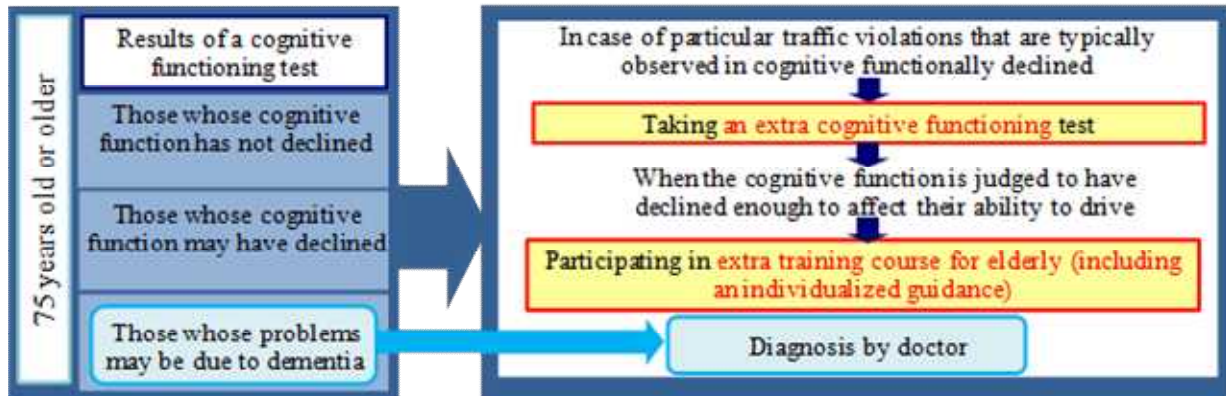 75 years old or older
Results of a cognitive
functioning test
Those whose cognitive
function has not declined
Those whose cognitive
function may have declined
Those whose problems
may be due to dementia
In case of particular traffic violations that are typically
observed in cognitive functionally declined
Taking an extra cognitive functioning test
When the cognitive function is judged to have
declined enough to affect their ability to drive
Participating in extra training course for elderly (including
an individualized guidance)
Diagnosis by doctor